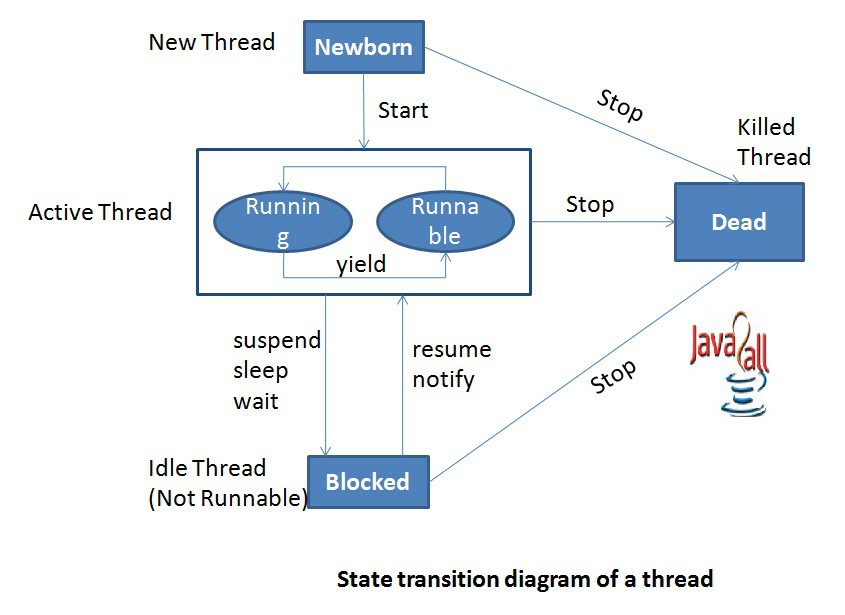 New Thread
Newborn
Start
Stop
Killed
Thread
Active Thread
Runnin
g
Runna
ble
yield
Stop
Dead
suspend
sleep
wait
resume
notify
Stop
Java2all
Idle Thread
(Not Runnable)
Blocked
State transition diagram of a thread